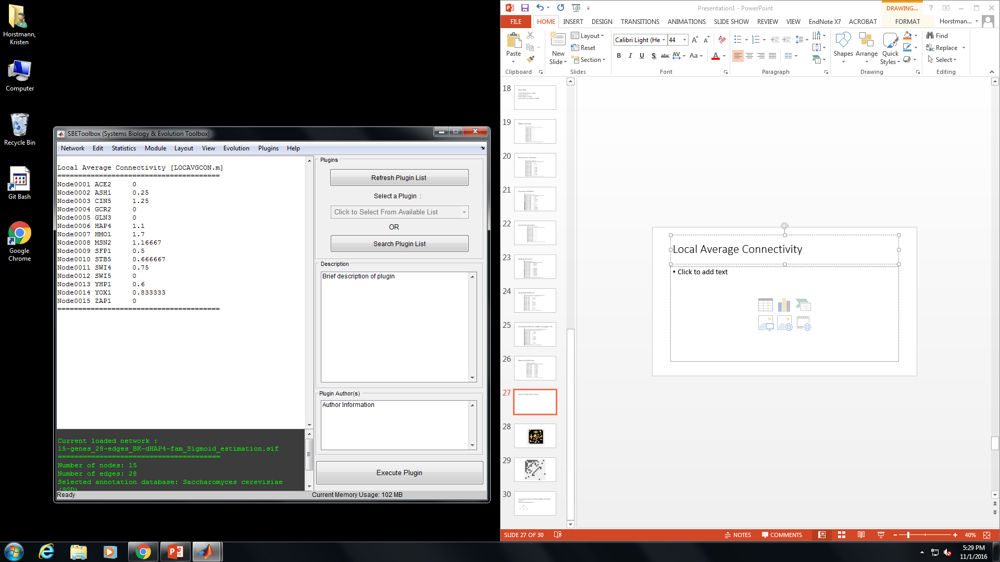 Horstmann,
Kristen
Computer
Recycle Bin
Git Bash
Google
Chrome
SBEToolbox (Systems Biology & Evolution Toolbox)
Network Edit Statistics Module Layout View Evolution Plugins Help
Local Average Connectivity [LOCAVGCON.m]
=======================================
Node0001 ACE2 0
Node0002 ASH1 0.25
Node0003 CIN5 1.25
Node0004 GCR2 0
Node0005 GLN3 0
Node0006 HAP4 1.1
Node0007 HMO1 1.7
Node0008 MSN2 1.16667
Node0009 SFP1 0.5
Node0010 STB5 0.666667
Node0011 SWI4 0.75
Node0012 SWI5 0
Node0013 YHP1 0.6
Node0014 YOX1 0.833333
Node0015 ZAP1 0
=======================================
Current loaded network :
15-genes_28-edges_BK-dHAP4-fam_Sigmoid_estimation.sif
=======================================
Number of nodes: 15
Number of edges: 28
Selected annotation database: Saccharomyces cerevisiae
(SGD)
Ready Current Memory Usage: 102 MB
Plugins
Refresh Plugin List
Select a Plugin :
Click to Select From Available List
OR
Search Plugin List
Description
Brief description of plugin
Plugin Author(s)
Author Information
Execute Plugin
Presentation1 - PowerPoint
DRAWING...
?
FILE HOME INSERT DESIGN TRANSITIONS ANIMATIONS SLIDE SHOW REVIEW VIEW EndNote X7 ACROBAT FORMAT Horstman...
Paste
Clipboard
New
Slide
Layout
Reset
Section
Slides
Calibri Light (He 44
B I U S abc AV Aa A
Font
Paragraph
Shapes Arrange Quick
Styles
Drawing
Find
Replace
Select
Editing
18
19
20
21
22
23
24
25
26
27
28
29
30
Local Average Connectivity
• Click to add text
SLIDE 27 OF 30 NOTES COMMENTS 40%
5:29 PM
11/1/2016